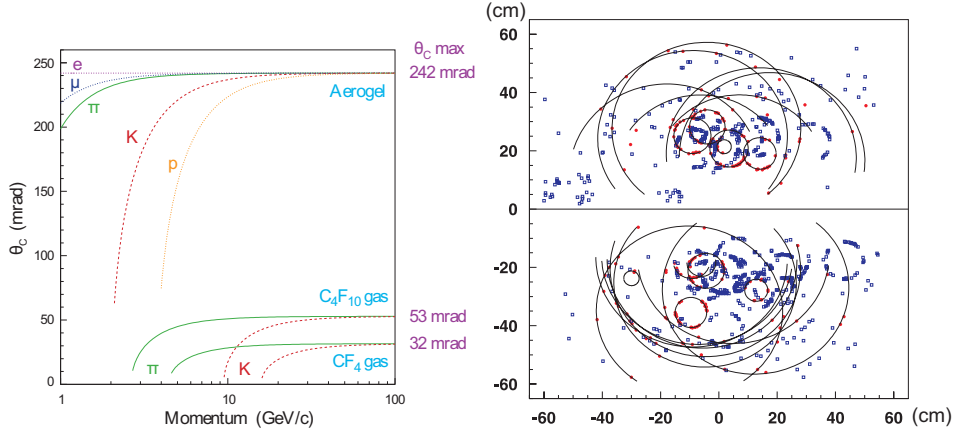 (cm)
θC max
242 mrad
e
μ
π
K
p
Aerogel
C4F10 gas
53 mrad
32 mrad
π
K
CF4 gas
250
200
150
100
50
0
θC (mrad)
1
10
100
Momentum (GeV/c)
60
40
20
0
-20
-40
-60
-60 -40 -20 0 20 40 60
(cm)